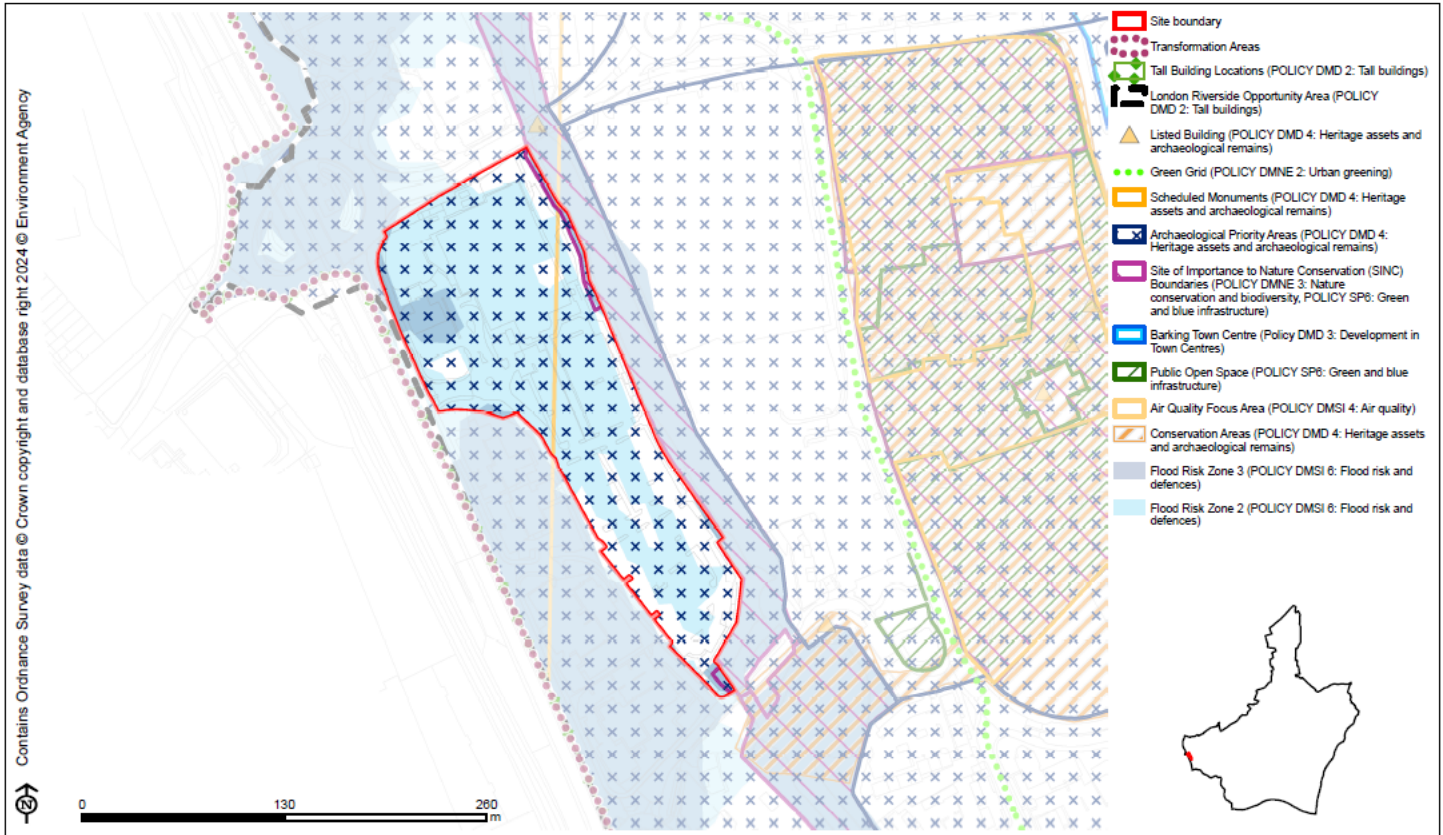 Contains Ordnance Survey data © Crown copyright and database right 2024 © Environment Agency
Site boundary
Transformation Areas
Tall Building Locations (POLICY DMD 2: Tall buildings)
London Riverside Opportunity Area (POLICY
DMD 2: Tall buildings)
Listed Building (POLICY DMD 4: Heritage assets and
archaeological remains)
Green Grid (POLICY DMNE 2: Urban greening)
Scheduled Monuments (POLICY DMD 4: Heritage
assets and archaeological remains)
Archaeological Priority Areas (POLICY DMD 4:
Heritage assets and archaeological remains)
Site of Importance to Nature Conservation (SINC)
Boundaries (POLICY DMNE 3: Nature
conservation and biodiversity, POLICY SP6: Green
and blue infrastructure)
Barking Town Centre (Policy DMD 3: Development in
Town Centres)
Public Open Space (POLICY SP6: Green and blue
infrastructure)
Air Quality Focus Area (POLICY DMSI 4: Air quality)
Conservation Areas (POLICY DMD 4: Heritage assets
and archaeological remains)
Flood Risk Zone 3 (POLICY DMSI 6: Flood risk and
defences)
Flood Risk Zone 2 (POLICY DMSI 6: Flood risk and
defences)
N
0 130 260
m